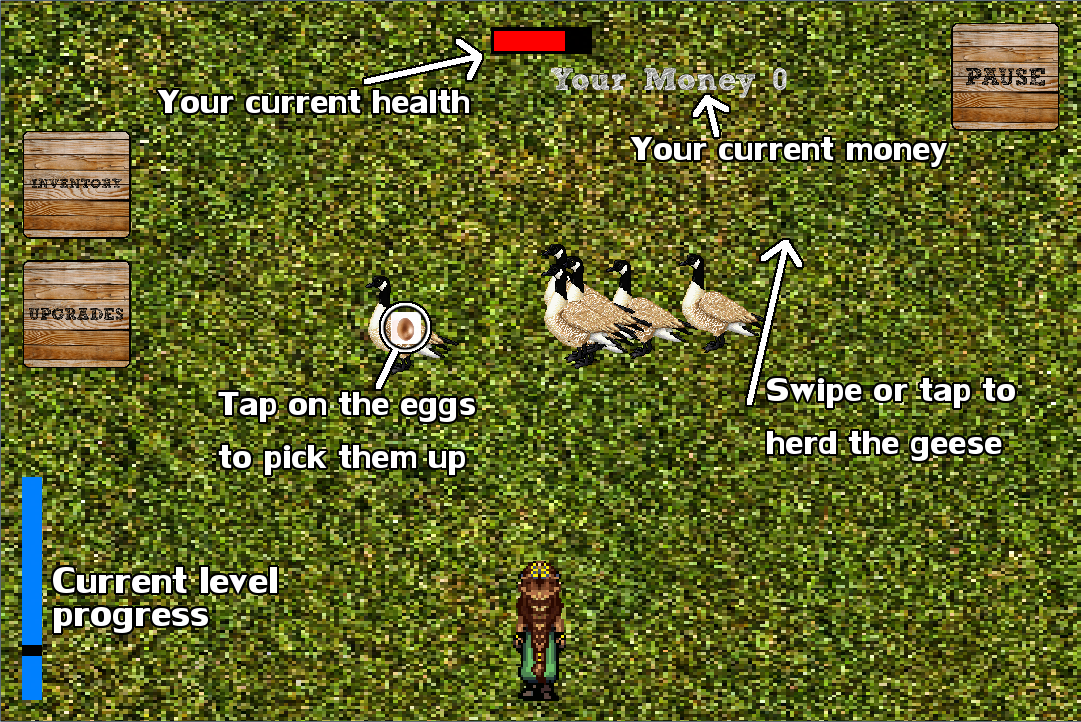 Your Money 0
PAUSE
Your current health
Your current money
INVENTORY
UPGRADES
Tap on the eggs
to pick them up
Swipe or tap to
herd the geese
Current level
progress